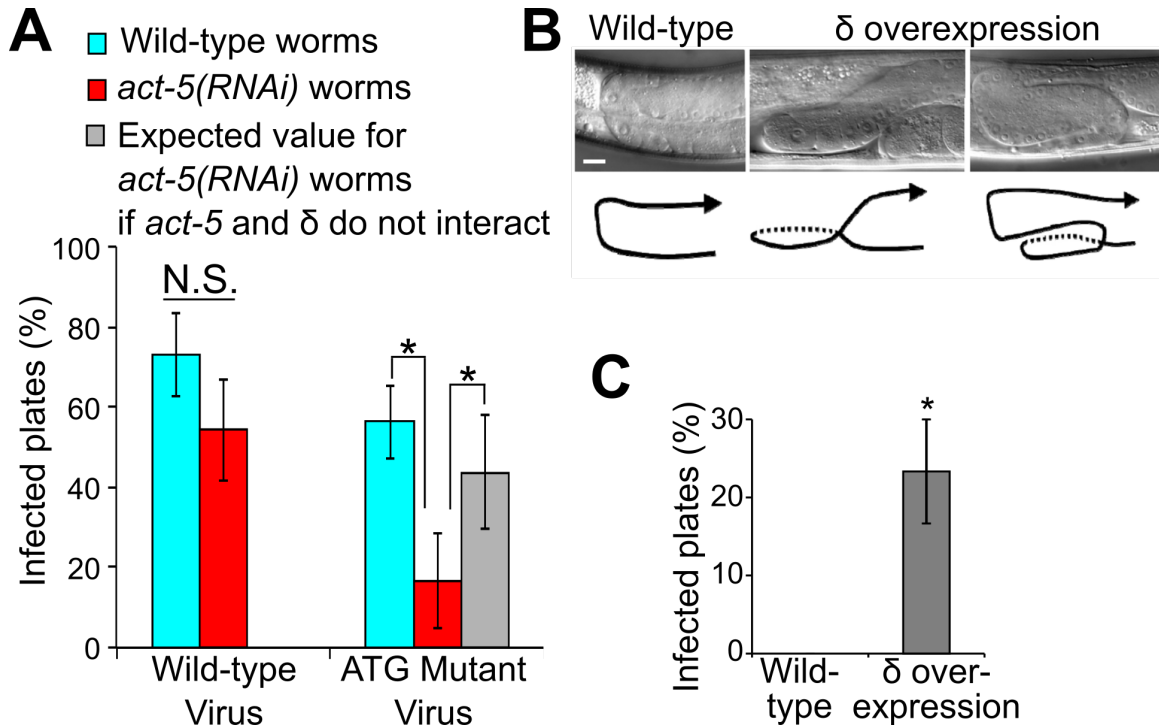 A
Wild-type worms
act-5(RNAi) worms
Expected value for
act-5(RNAi) worms
if act-5 and δ do not interact
Infected plates (%)
100
80
60
40
20
0
N.S.
*
*
Wild-type
Virus
ATG Mutant
Virus
B
Wild-type
δ overexpression
C
Infected plates (%)
30
20
10
0
*
Wild-
type
δ over-
expression